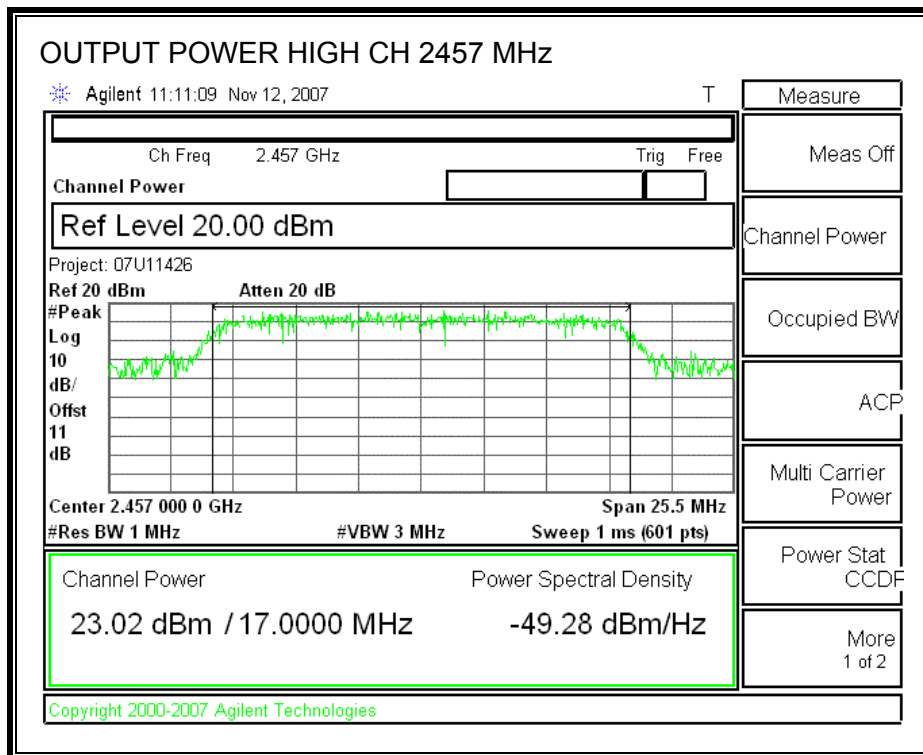 OUTPUT POWER HIGH CH 2457 MHz
Agilent 11:11:09 Nov 12, 2007 T
Measure
Ch Freq 2.457 GHz Trig Free
Meas Off
Channel Power
Ref Level 20.00 dBm
Channel Power
Project: 07U11426
Ref 20 dBm Atten 20 dB
#Peak
Log
10
dB/
Offst
11
dB
Occupied BW
ACP
Center 2.457 000 0 GHz Span 25.5 MHz
#Res BW 1 MHz #VBW 3 MHz Sweep 1 ms (601 pts)
Multi Carrier
Power
Channel Power Power Spectral Density
23.02 dBm / 17.0000 MHz -49.28 dBm/Hz
Power Stat
CCDF
More
1 of 2
Copyright 2000-2007 Agilent Technologies